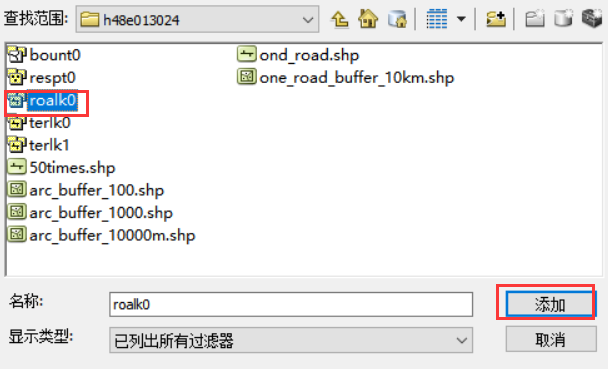 查找范围: h48e013024
bount0
respt0
roalk0
terlk0
terlk1
50times.shp
arc_buffer_100.shp
arc_buffer_1000.shp
arc_buffer_10000m.shp
ond_road.shp
one_road_buffer_10km.shp
名称: roalk0 添加
显示类型: 已列出所有过滤器 取消